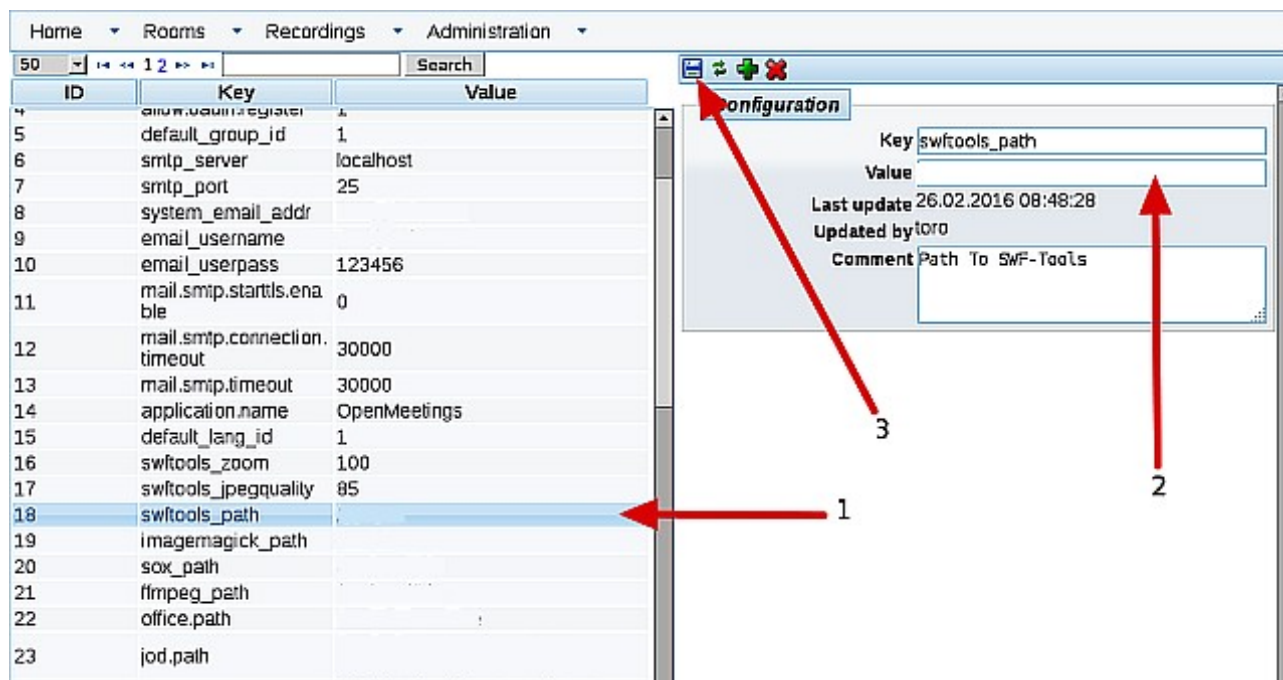 Home Rooms Recordings Administration
50 1 2 Search
ID Key Value
4 allow.oauth.register 1
5 default_group_id 1
6 smtp_server localhost
7 smtp_port 25
8 system_email_addr
9 email_username
10 email_userpass 123456
11 mail.smtp.starttls.ena
ble 0
12 mail.smtp.connection.
timeout 30000
13 mail.smtp.timeout 30000
14 application.name OpenMeetings
15 default_lang_id 1
16 swftools_zoom 100
17 swftools_jpegquality 85
18 swftools_path
19 imagemagick_path
20 sox_path
21 ffmpeg_path
22 office.path
23 jod.path
Configuration
Key swftools_path
Value
Last update 26.02.2016 08:48:28
Updated by toro
Comment Path To SWF-Tools
3
2
1